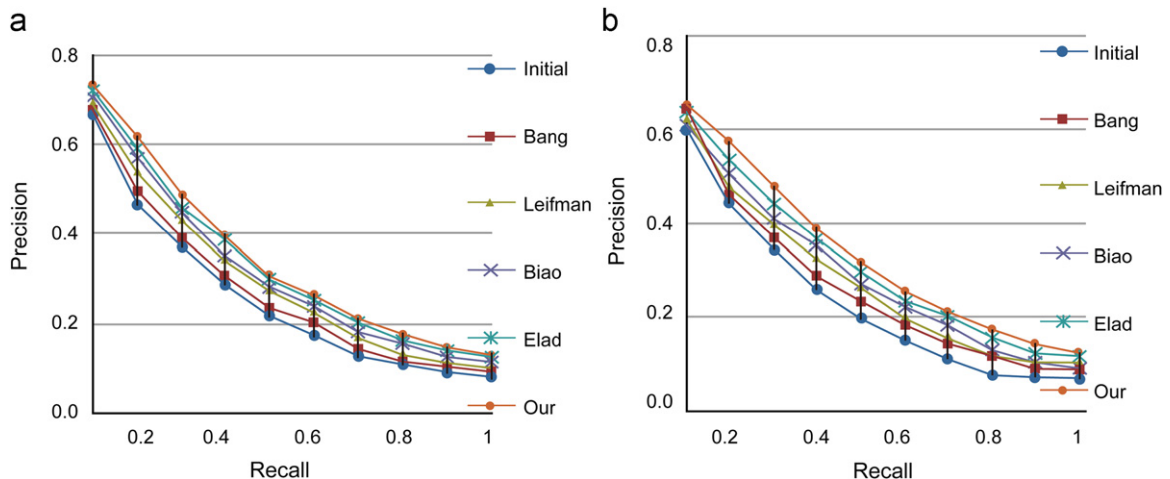 a
0.8
0.6
0.4
0.2
0.0
Precision
0.2 0.4 0.6 0.8 1
Recall
Initial
Bang
Leifman
Biao
Elad
Our
b
0.8
0.6
0.4
0.2
0.0
Precision
0.2 0.4 0.6 0.8 1
Recall
Initial
Bang
Leifman
Biao
Elad
Our